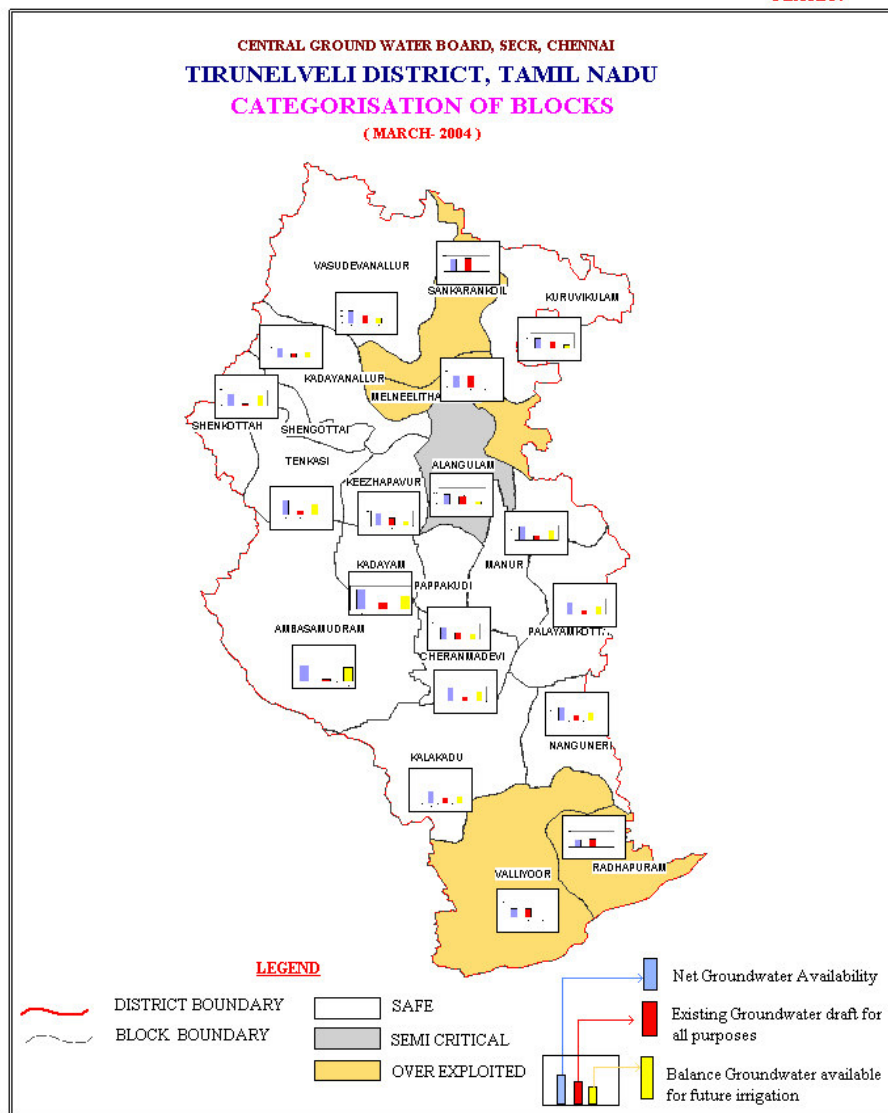 CENTRAL GROUND WATER BOARD, SECR, CHENNAI
TIRUNELVELI DISTRICT, TAMIL NADU
CATEGORISATION OF BLOCKS
( MARCH- 2004 )
VASUDEVANALLUR
SANKARANKOIL
KURUVIKULAM
KADAYANALLUR
MELNEELITHA
SHENKOTTAH
SHENGOTTAI
TENKASI
KEEZHAPAVUR
ALANGULAM
MANUR
KADAYAM
PAPPAKUDI
AMBASAMUDRAM
CHERANMADEVI
PALAYAMKOTT
NANGUNERI
KALAKADU
RADHAPURAM
VALLIYOOR
LEGEND
DISTRICT BOUNDARY
BLOCK BOUNDARY
SAFE
SEMI CRITICAL
OVER EXPLOITED
Net Groundwater Availability
Existing Groundwater draft for
all purposes
Balance Groundwater available
for future irrigation